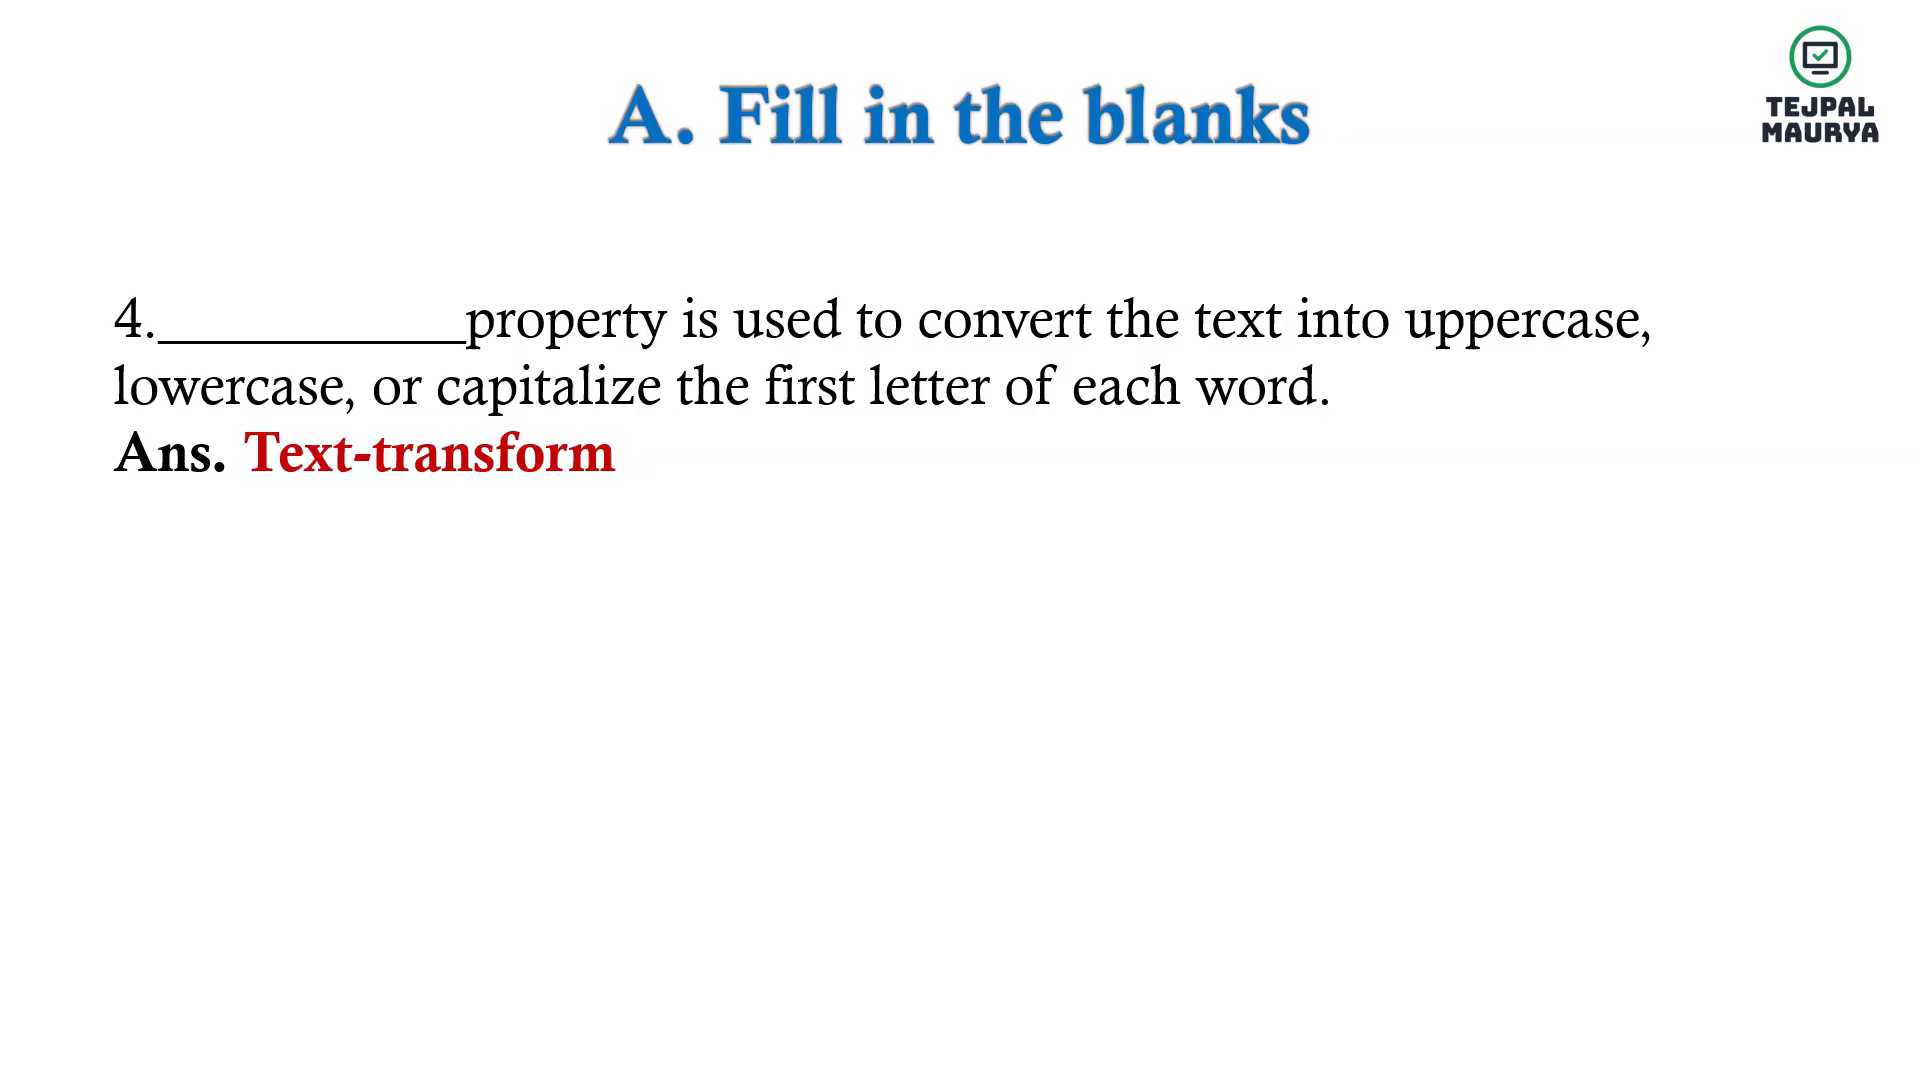 TEJPAL
MAURYA
A. Fill in the blanks
4.___________property is used to convert the text into uppercase,
lowercase, or capitalize the first letter of each word.
Ans. Text-transform